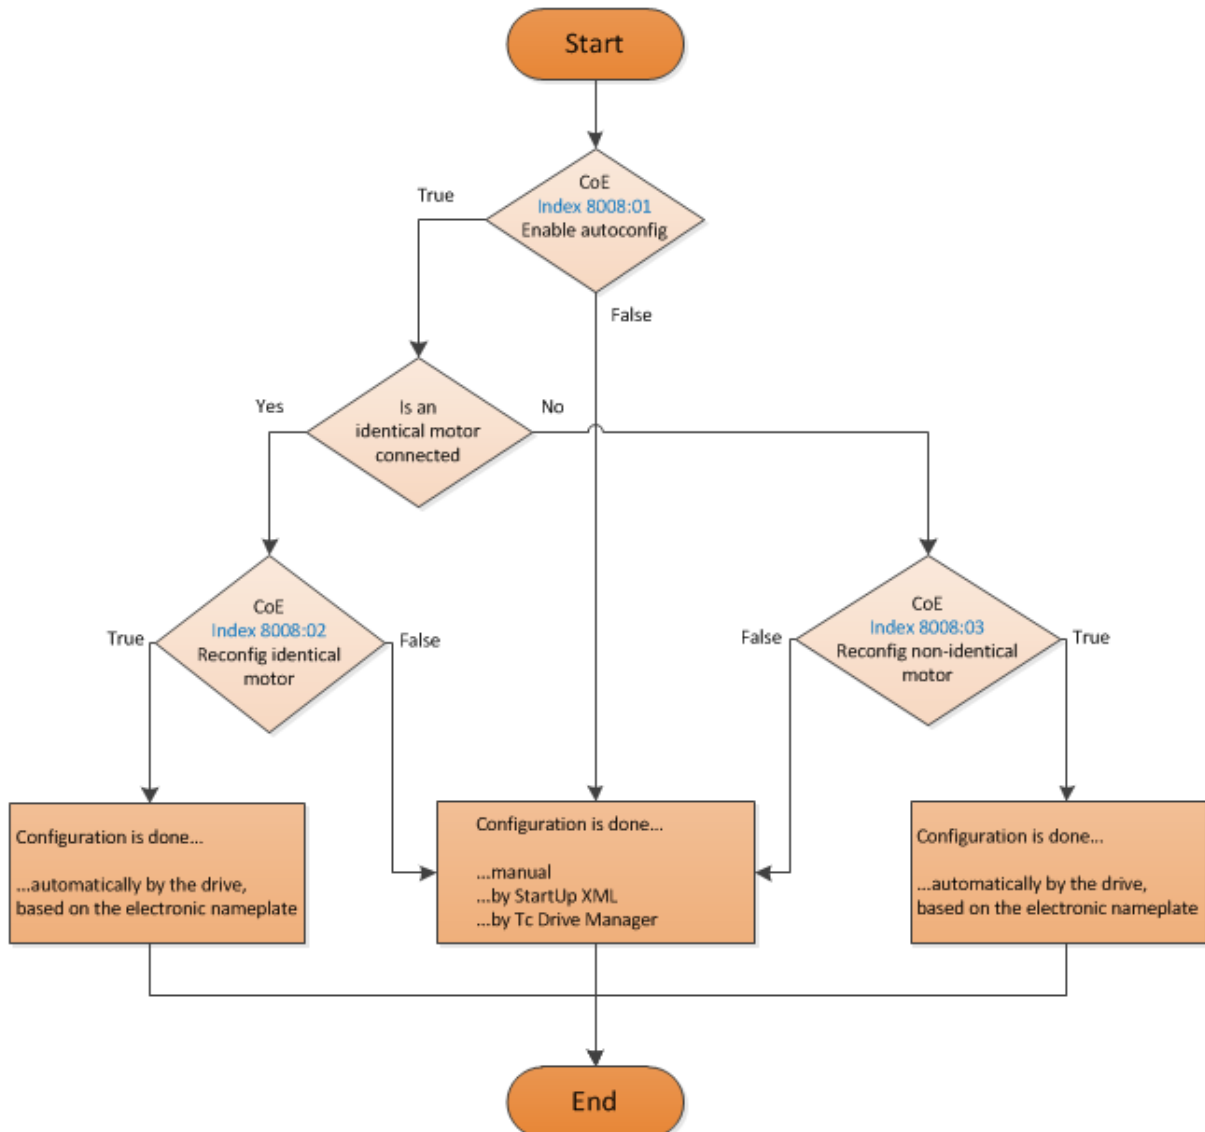 Start
CoE
Index 8008:01
Enable autoconfig
True
False
Is an
identical motor
connected
Yes
No
CoE
Index 8008:02
Reconfig identical
motor
True
False
CoE
Index 8008:03
Reconfig non-identical
motor
False
True
Configuration is done...
...automatically by the drive,
based on the electronic nameplate
Configuration is done...
...manual
...by StartUp XML
...by Tc Drive Manager
Configuration is done...
...automatically by the drive,
based on the electronic nameplate
End